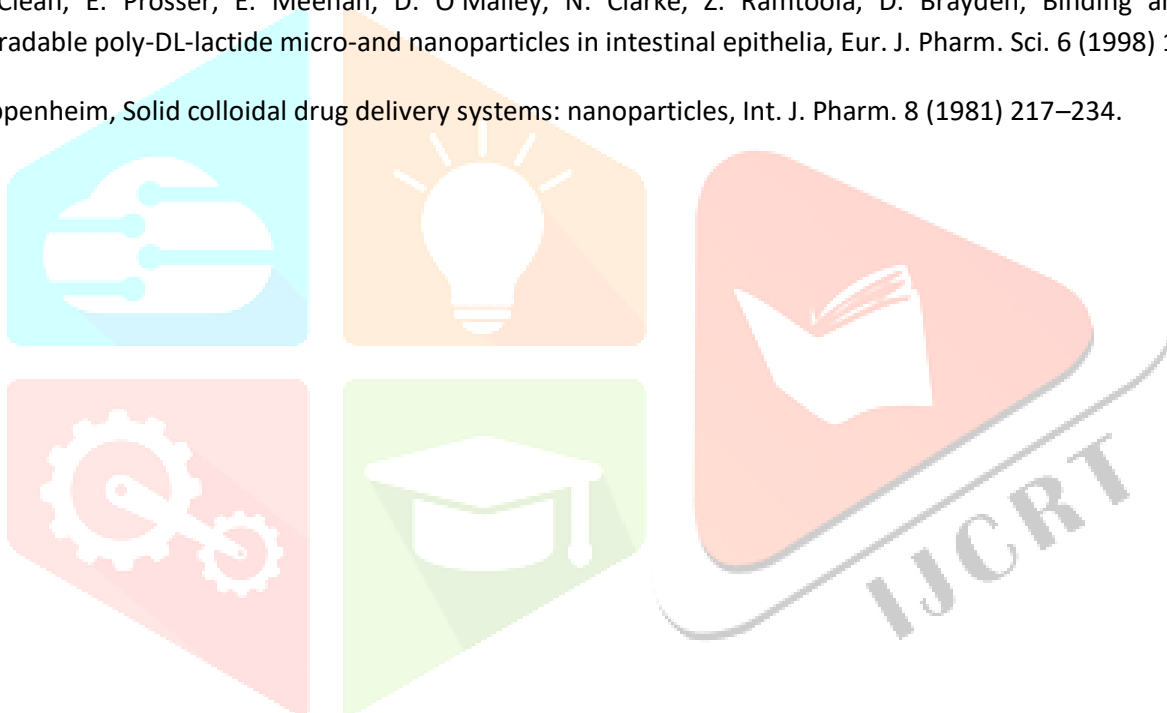 Clean, E. Prosser, E. Meehan, D. O'Malley, N. Clarke, Z. Ramtoola, D. Brayden, Binding a
radable poly-DL-lactide micro-and nanoparticles in intestinal epithelia, Eur. J. Pharm. Sci. 6 (1998) 1
ppenheim, Solid colloidal drug delivery systems: nanoparticles, Int. J. Pharm. 8 (1981) 217–234.
IJCRT